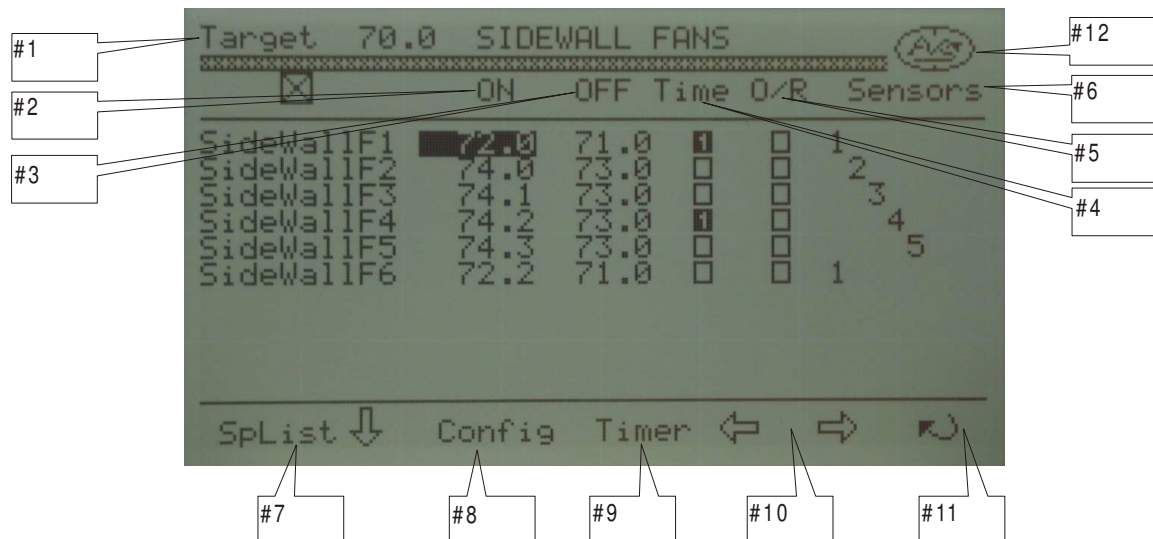 #1
#2
#3
#12
#6
#5
#4
Target 70.0 SIDEWALL FANS
ON OFF Time O/R Sensors
SideWallF1 72.0 71.0 1 1
SideWallF2 74.0 73.0 2
SideWallF3 74.1 73.0 3
SideWallF4 74.2 73.0 1 4
SideWallF5 74.3 73.0 5
SideWallF6 72.2 71.0 1
SpList Config Timer
#7 #8 #9 #10 #11